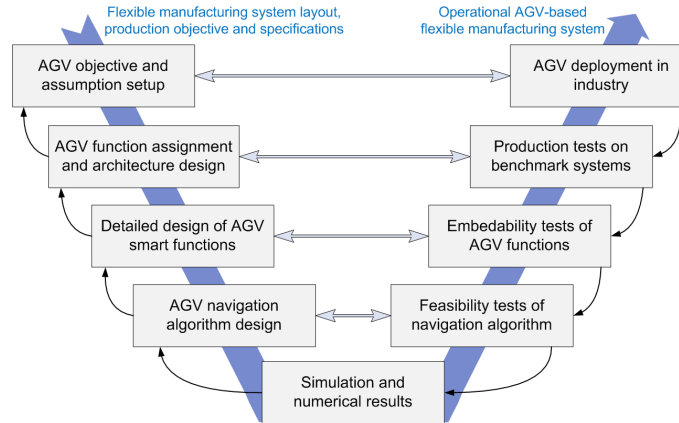 Flexible manufacturing system layout,
production objective and specifications
Operational AGV-based
flexible manufacturing system
AGV objective and
assumption setup
AGV deployment in
industry
AGV function assignment
and architecture design
Production tests on
benchmark systems
Detailed design of AGV
smart functions
Embedability tests of
AGV functions
AGV navigation
algorithm design
Feasibility tests of
navigation algorithm
Simulation and
numerical results